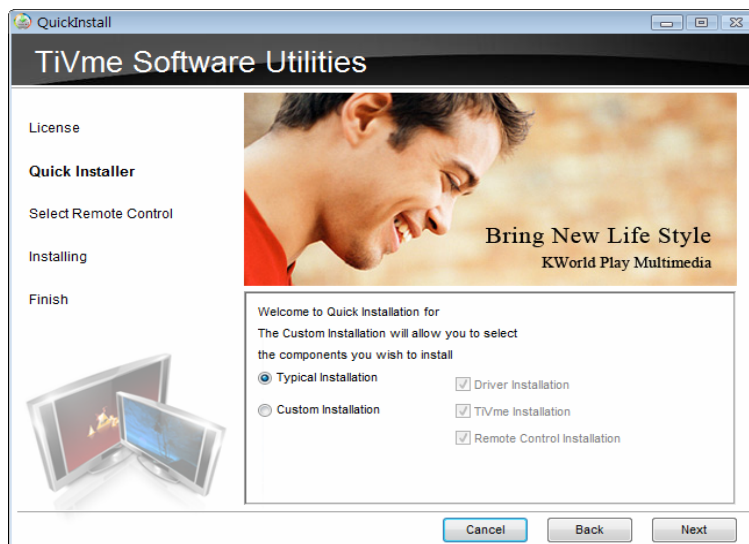 QuickInstall
TiVme Software Utilities
License
Quick Installer
Select Remote Control
Installing
Finish
Bring New Life Style
KWorld Play Multimedia
Welcome to Quick Installation for
The Custom Installation will allow you to select
the components you wish to install
Typical Installation
Custom Installation
Driver Installation
TiVme Installation
Remote Control Installation
Cancel
Back
Next